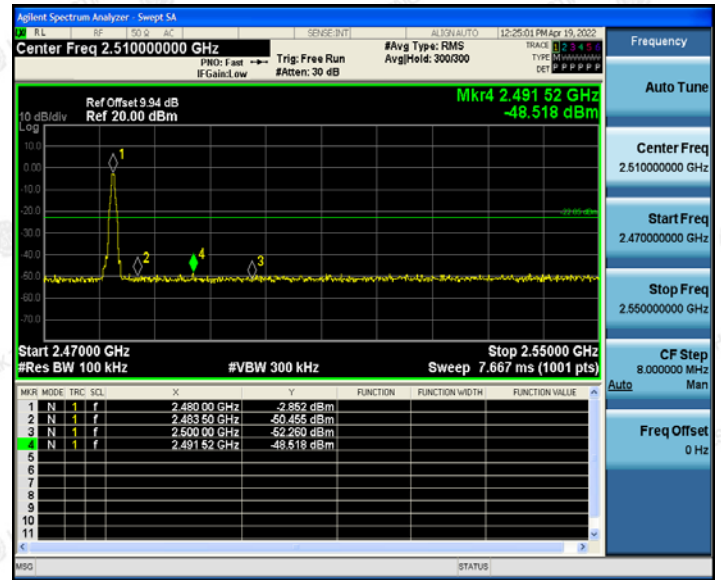 Agilent Spectrum Analyzer - Swept SA
RL RF 50 Ω AC SENSE:INT ALIGNAUTO 12:25:01 PM Apr 19, 2022
Center Freq 2.510000000 GHz
PNO: Fast
IFGain:Low
Trig: Free Run
#Atten: 30 dB
#Avg Type: RMS
Avg|Hold: 300/300
TRACE 1 2 3 4 5 6
TYPE M
DET P P P P P P
Ref Offset 9.94 dB
10 dB/div Ref 20.00 dBm
Log
Mkr4 2.491 52 GHz
-48.518 dBm
10.0
0.00
-10.0
-20.0
-30.0
-40.0
-50.0
-60.0
-70.0
1
2
4
3
-22.85 dBm
Start 2.47000 GHz Stop 2.55000 GHz
#Res BW 100 kHz #VBW 300 kHz Sweep 7.667 ms (1001 pts)
MKR MODE TRC SCL X Y FUNCTION FUNCTION WIDTH FUNCTION VALUE
1 N 1 f 2.480 00 GHz -2.852 dBm
2 N 1 f 2.483 50 GHz -50.455 dBm
3 N 1 f 2.500 00 GHz -52.260 dBm
4 N 1 f 2.491 52 GHz -48.518 dBm
5
6
7
8
9
10
11
MSG STATUS
Frequency
Auto Tune
Center Freq
2.510000000 GHz
Start Freq
2.470000000 GHz
Stop Freq
2.550000000 GHz
CF Step
8.000000 MHz
Auto Man
Freq Offset
0 Hz